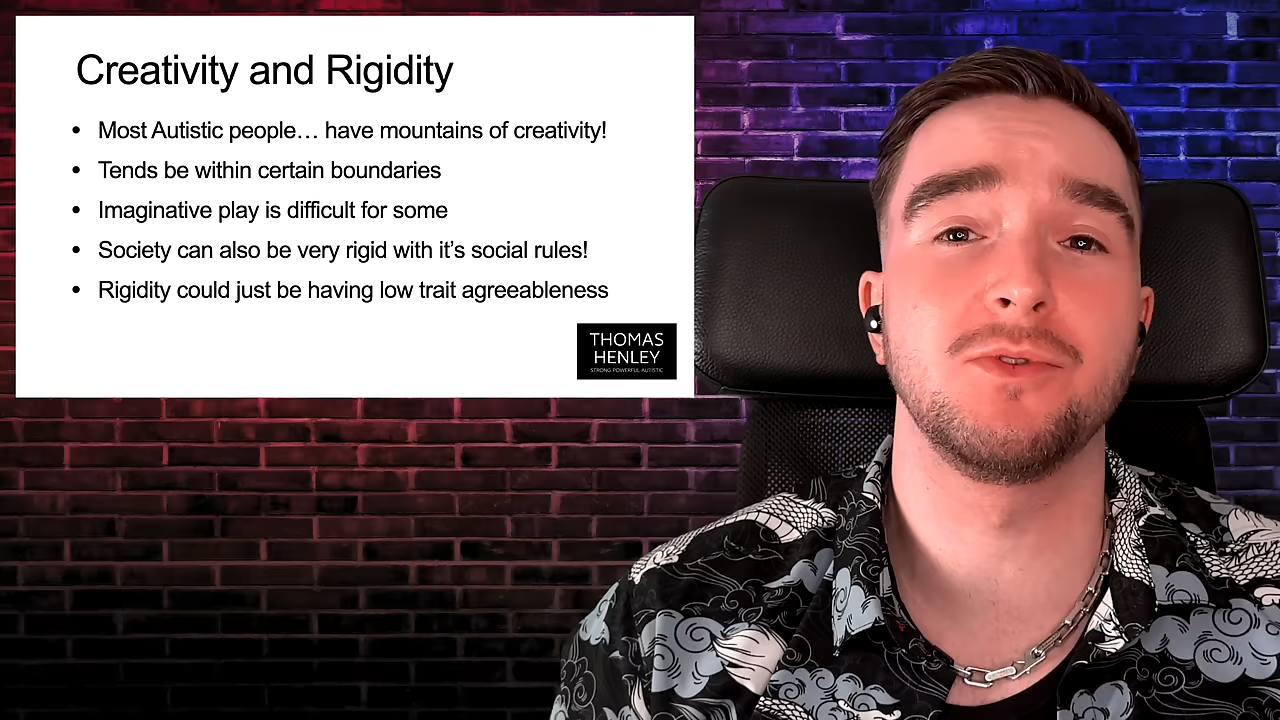 Creativity and Rigidity
• Most Autistic people… have mountains of creativity!
• Tends be within certain boundaries
• Imaginative play is difficult for some
• Society can also be very rigid with it’s social rules!
• Rigidity could just be having low trait agreeableness
THOMAS
HENLEY
STRONG POWERFUL AUTISTIC